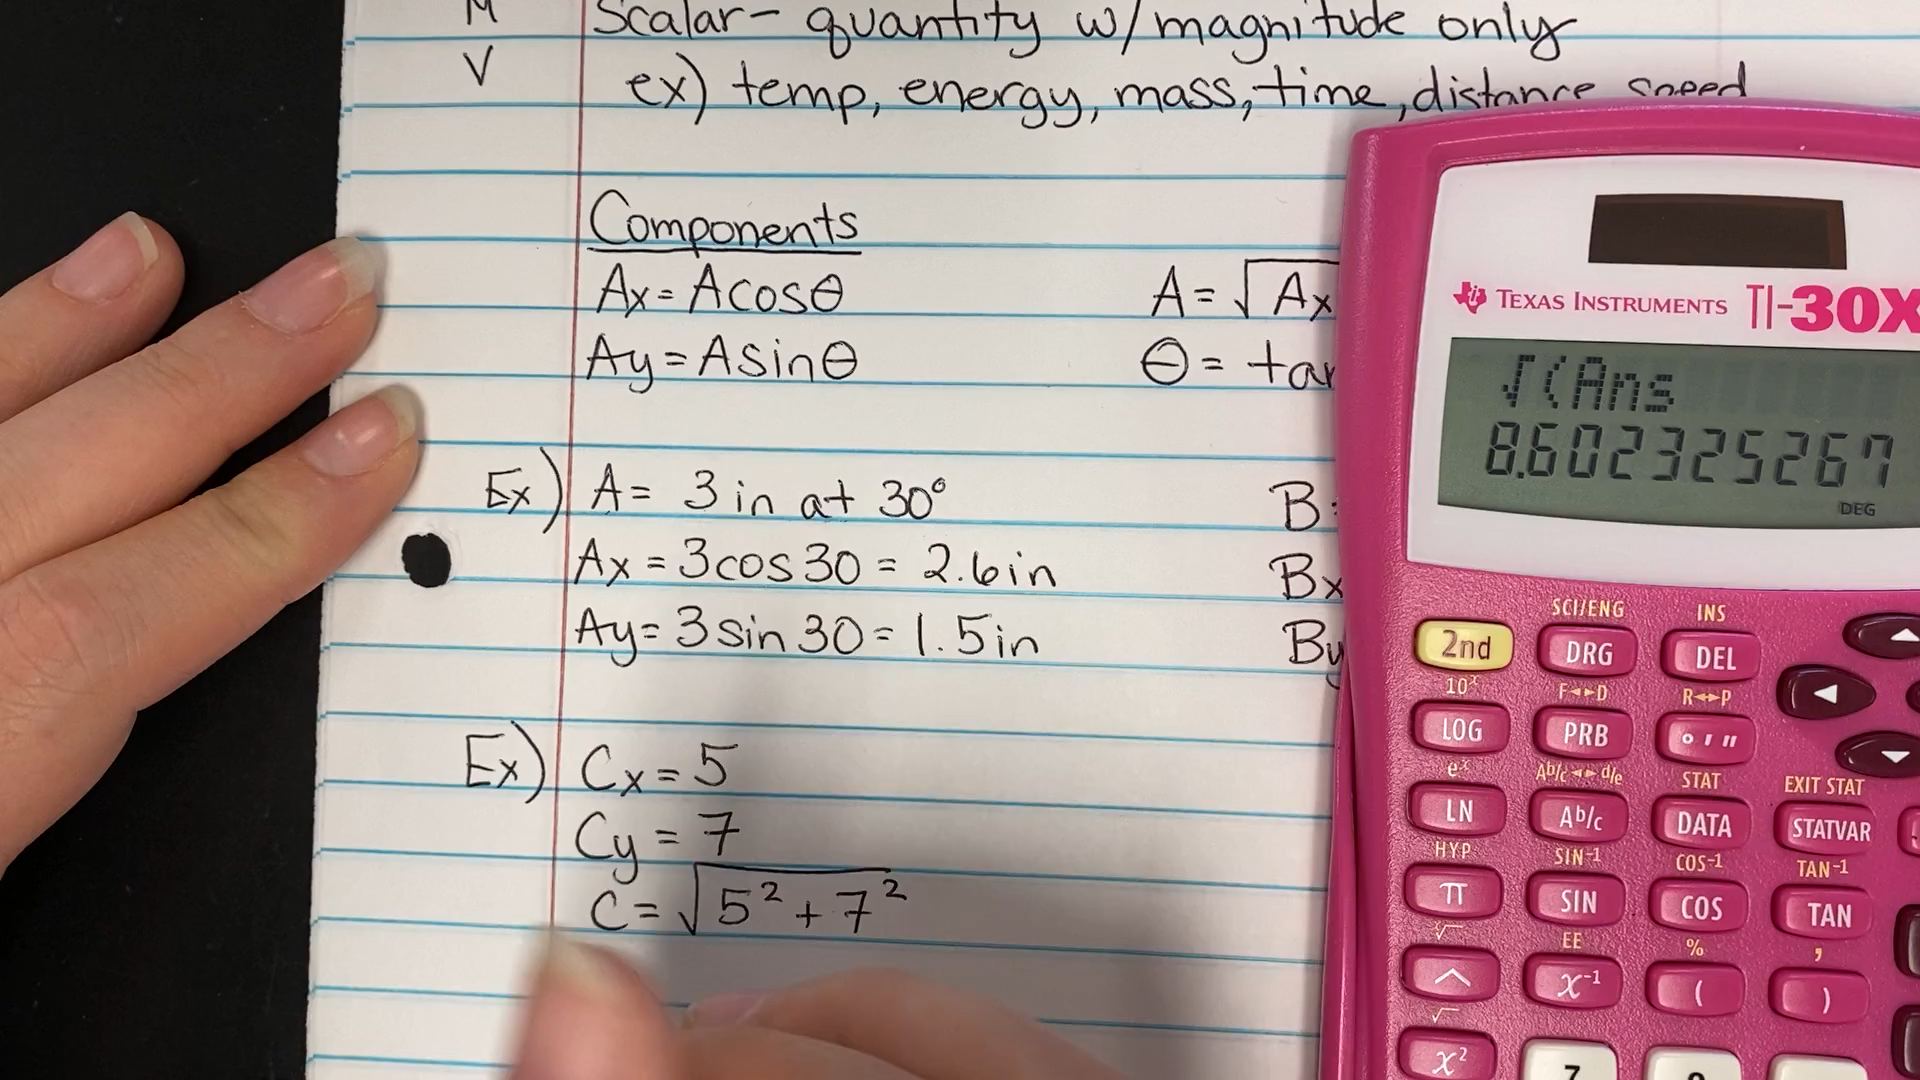 M
Scalar- quantity w/magnitude only
V
ex) temp, energy, mass, time, distance speed
Components
Ax = Acosθ
A = √Ax
Ay = Asinθ
θ = tan
Ex) A = 3 in at 30°
B =
Ax = 3cos30 = 2.6in
Bx
Ay = 3sin30 = 1.5in
By
Ex) Cx = 5
Cy = 7
C = √5² + 7²
TEXAS INSTRUMENTS TI-30X
√(Ans
8.602325267
DEG
SCI/ENG INS
2nd DRG DEL
10ˣ F◄►D R◄►P
LOG PRB ° ' "
eˣ Ab/c ◄► d/e STAT EXIT STAT
LN Ab/c DATA STATVAR
HYP SIN⁻¹ COS⁻¹ TAN⁻¹
π SIN COS TAN
ˣ√ EE % ,
^ x⁻¹ ( )
√
x² 7